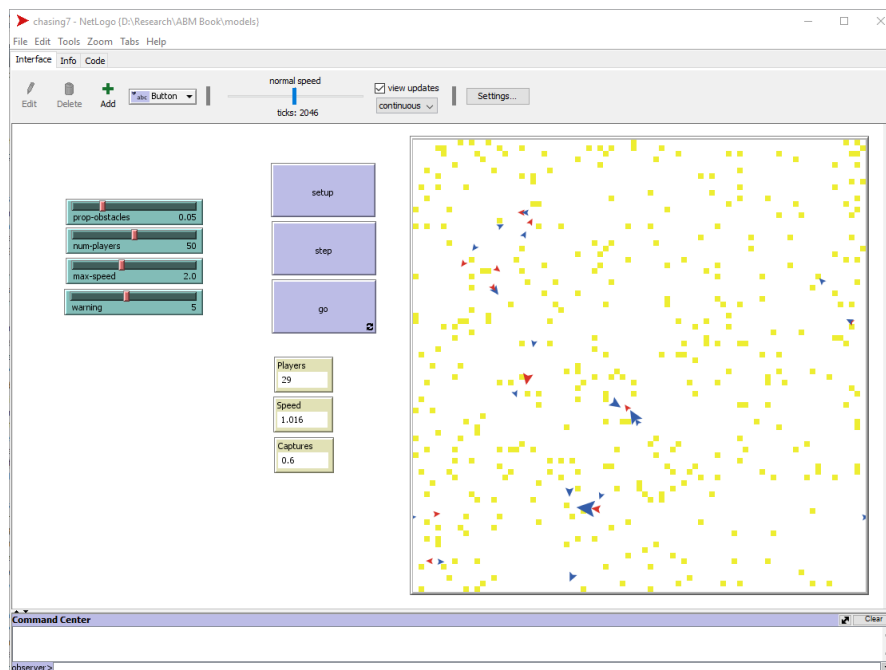 chasing7 - NetLogo {D:\Research\ABM Book\models}
File Edit Tools Zoom Tabs Help
Interface Info Code
Edit Delete Add abc Button normal speed ticks: 2046 view updates continuous Settings...
setup
prop-obstacles 0.05
num-players 50
step
max-speed 2.0
warning 5
go
Players
29
Speed
1.016
Captures
0.6
Command Center Clear
observer>